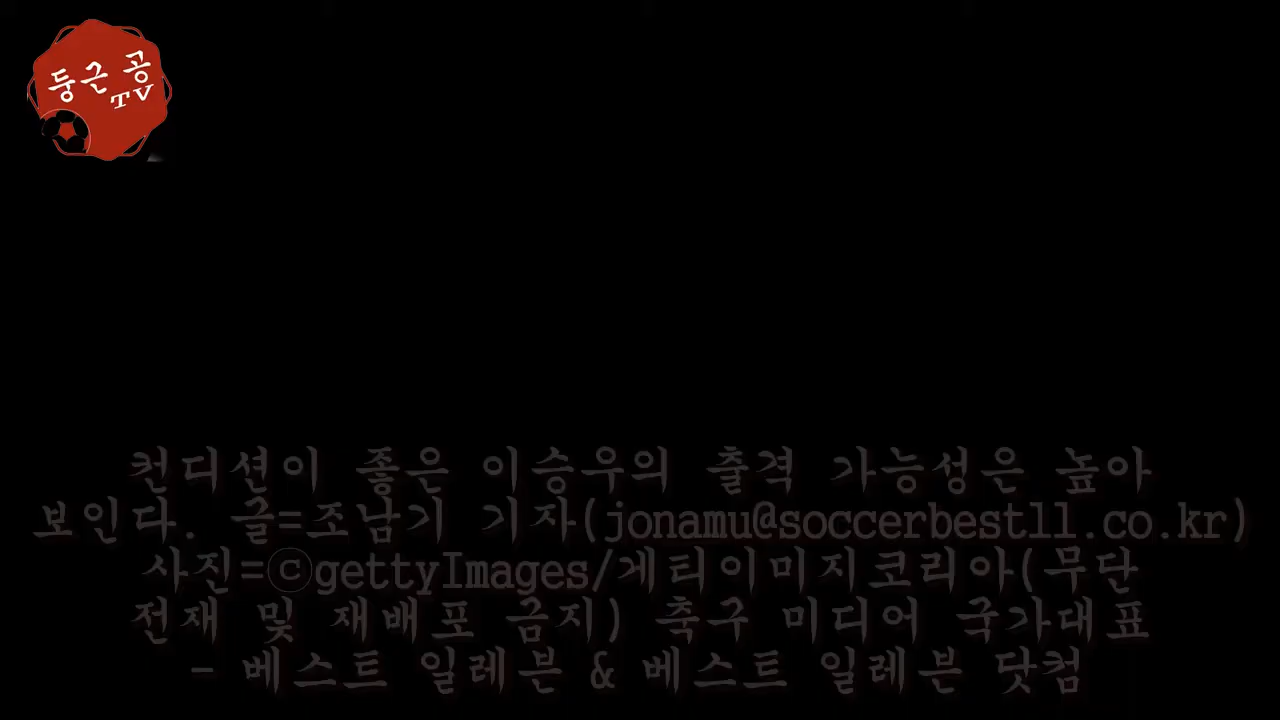 둥근 공
TV
컨디션이 좋은 이승우의 출격 가능성은 높아
보인다. 글=조남기 기자(jonamu@soccerbest11.co.kr)
사진=ⓒgettyImages/게티이미지코리아(무단
전재 및 재배포 금지) 축구 미디어 국가대표
- 베스트 일레븐 & 베스트 일레븐 닷컴